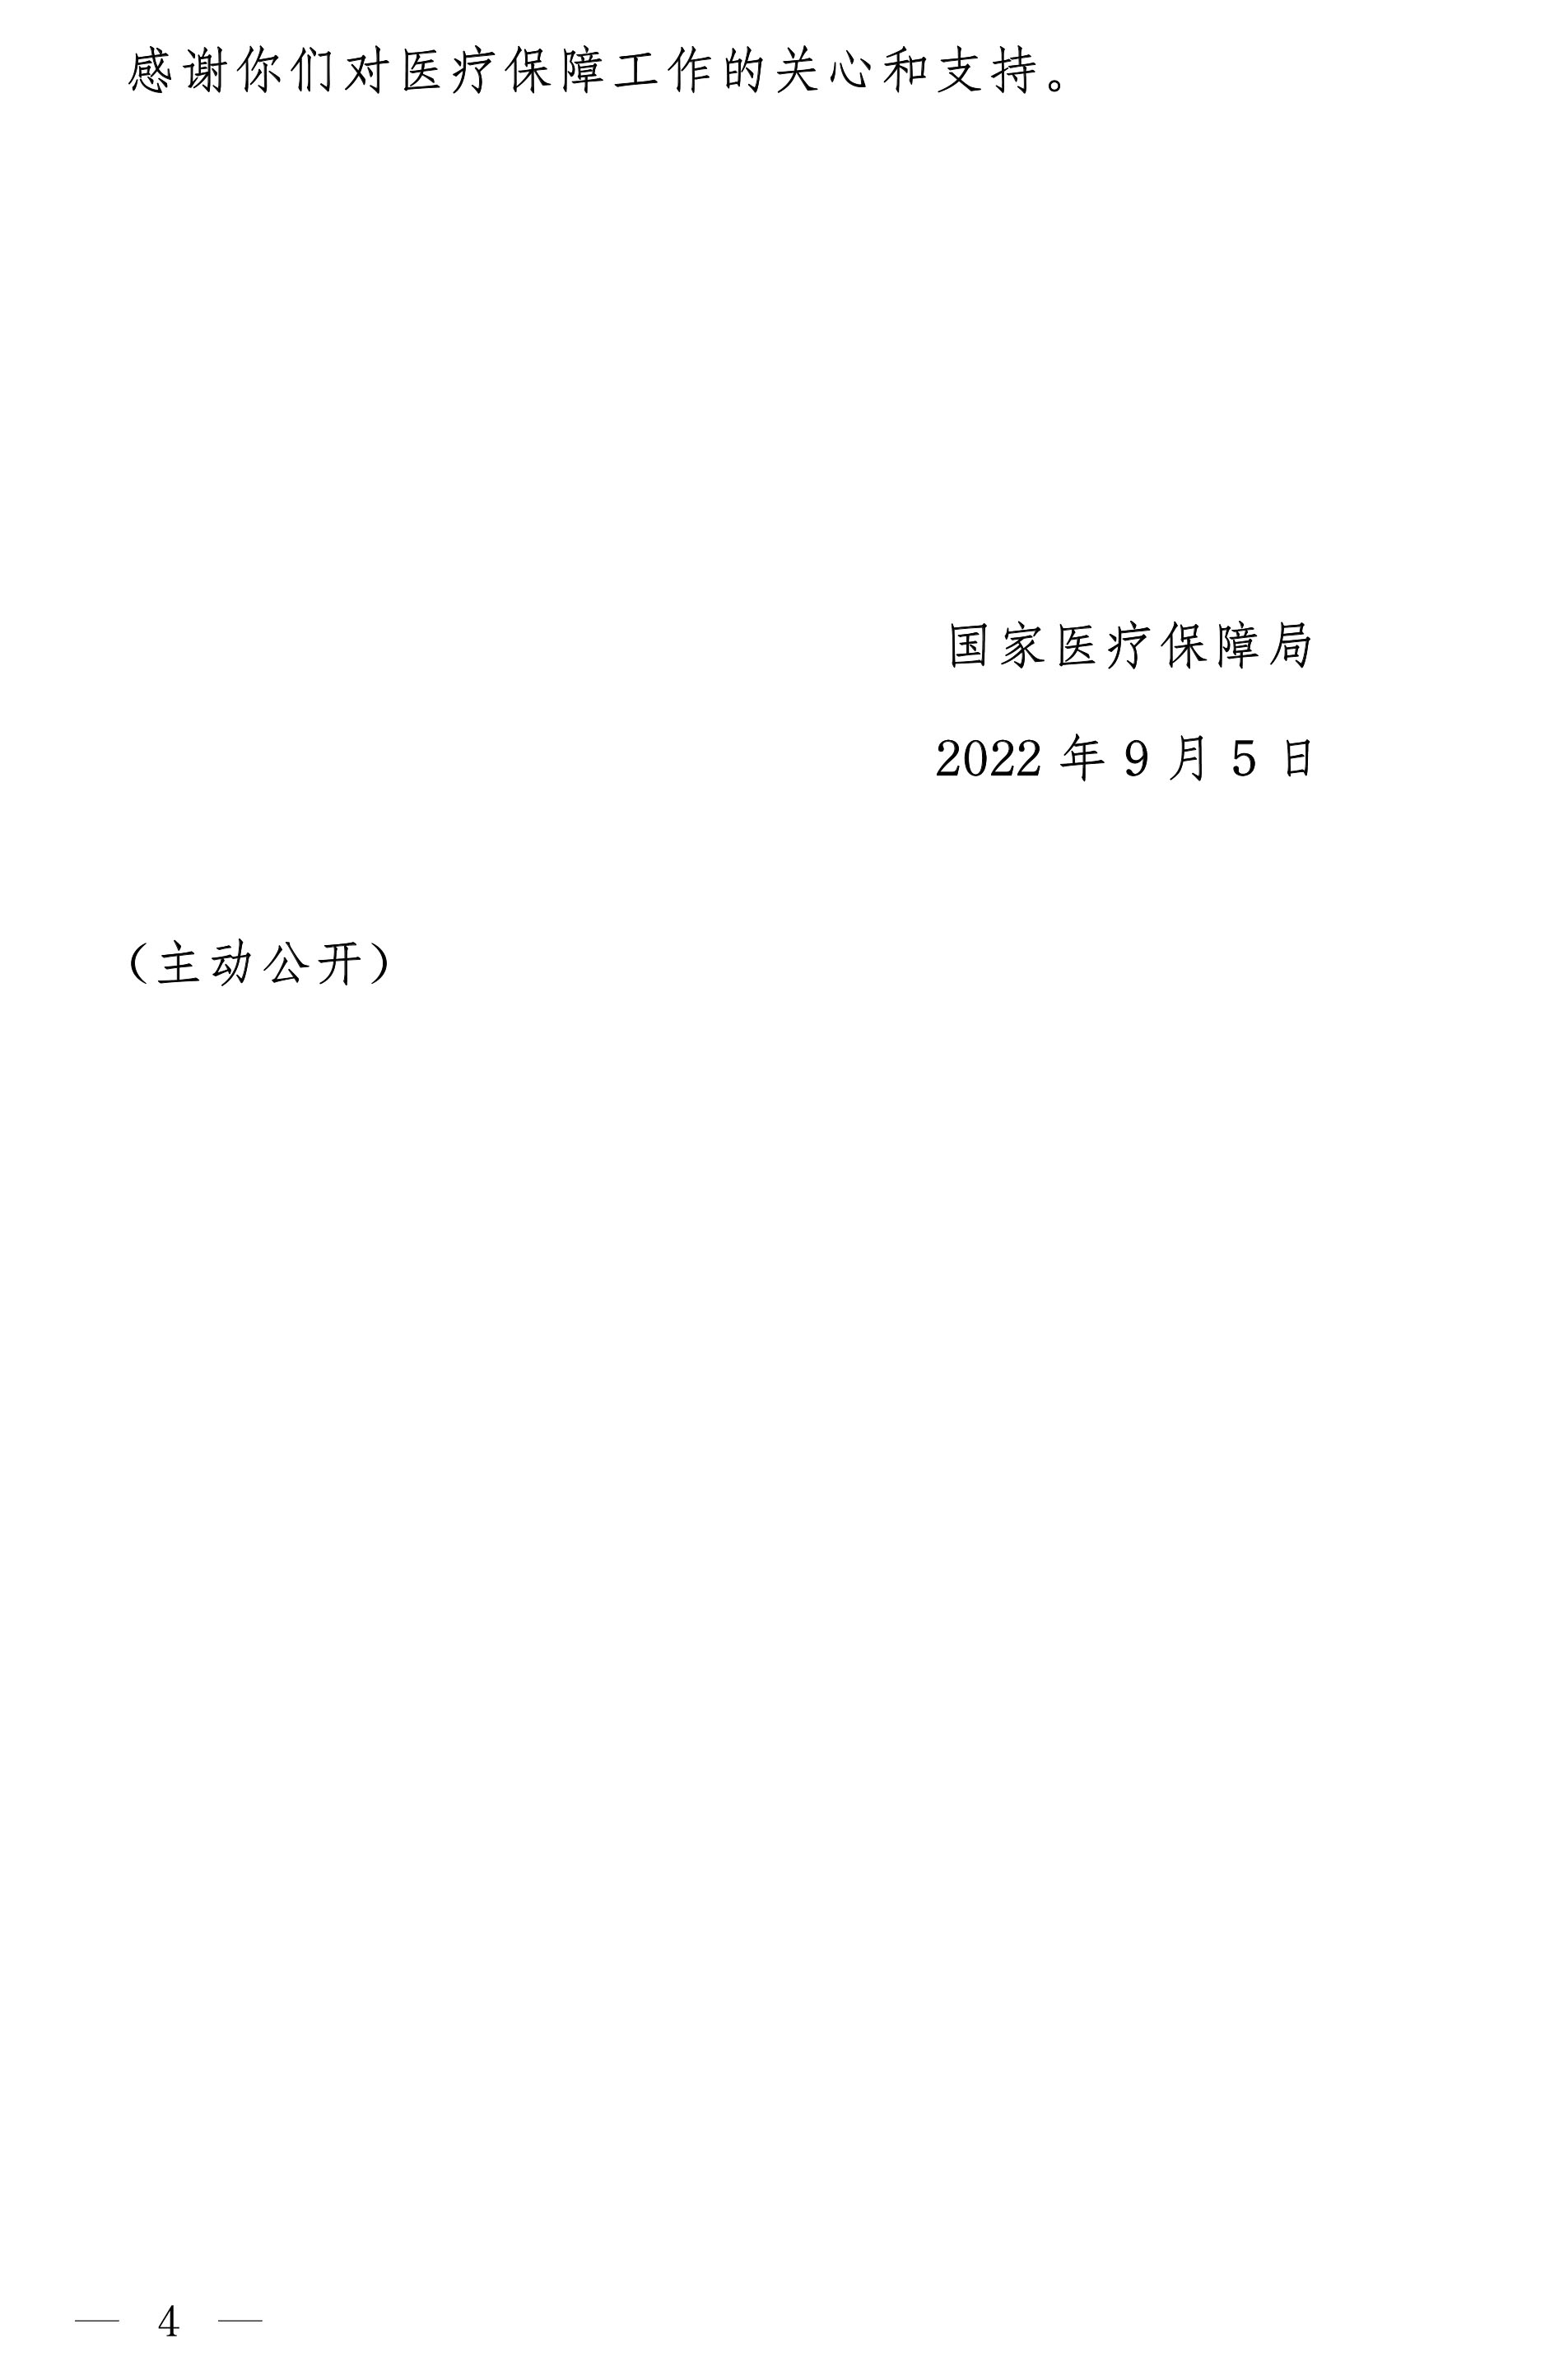 感谢你们对医疗保障工作的关心和支持。
国家医疗保障局
2022 年 9 月 5 日
（主动公开）
— 4 —